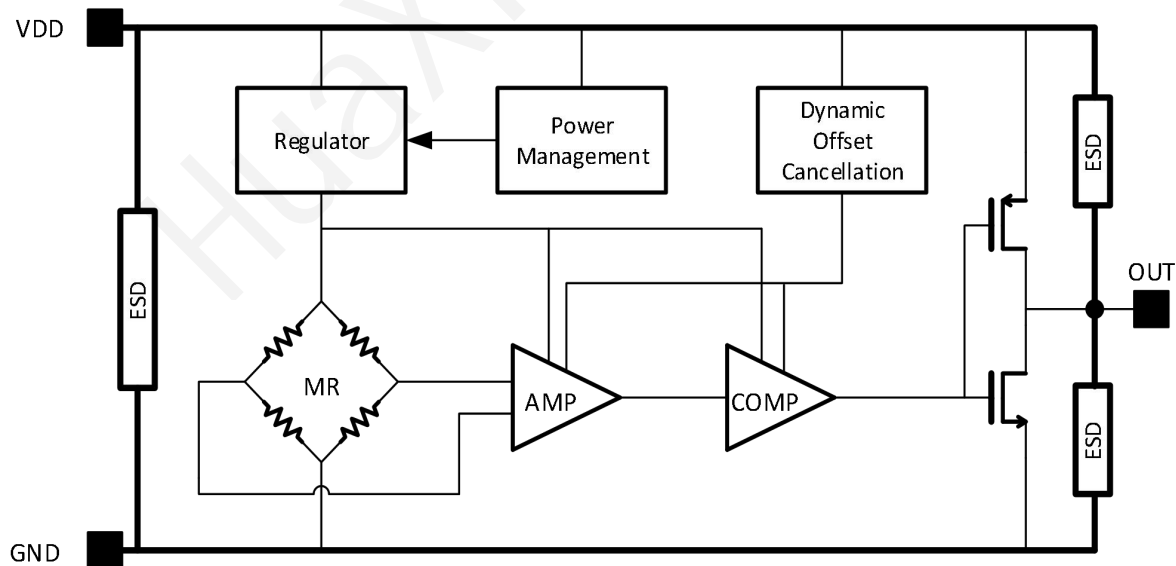 VDD
Regulator
Power
Management
Dynamic
Offset
Cancellation
ESD
ESD
OUT
MR
AMP
COMP
ESD
GND